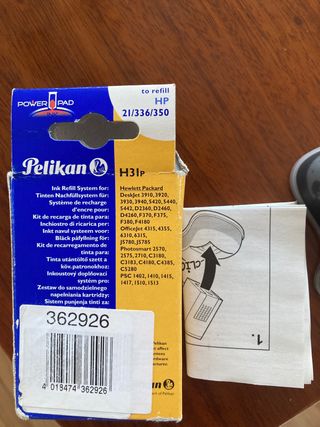 POWER PAD
to refill
HP
21/336/350
Pelikan
H31P
Ink Refill System for:
Tinten Nachfüllsystem für:
Système de recharge
d'encre pour:
Kit de recarga de tinta para:
Inchiostro di ricarica per:
Inkt navul systeem voor:
Bläck påfyllning för:
Kit de recarregamento
de tinta para:
Tinta utántöltő szett a
köv. patronokhoz:
Inkoust doplňovací
systém pro:
Zestaw do samodzielnego
napełniania kartridży:
Sistem punjenja tinti za:
Hewlett Packard
DeskJet 3910, 3920,
3930, 3940, 5420, 5440,
5442, D2360, D2460,
D4260, F370, F375,
F380, F4180
OfficeJet 4315, 4355,
6310, 6315,
J5780, J5785
Photosmart 2570,
2575, 2710, C3180,
C3183, C4180, C4385,
C5280
PSC 1402, 1410, 1415,
1417, 1510, 1513
362926
4 018474 362926
Pelikan
1.